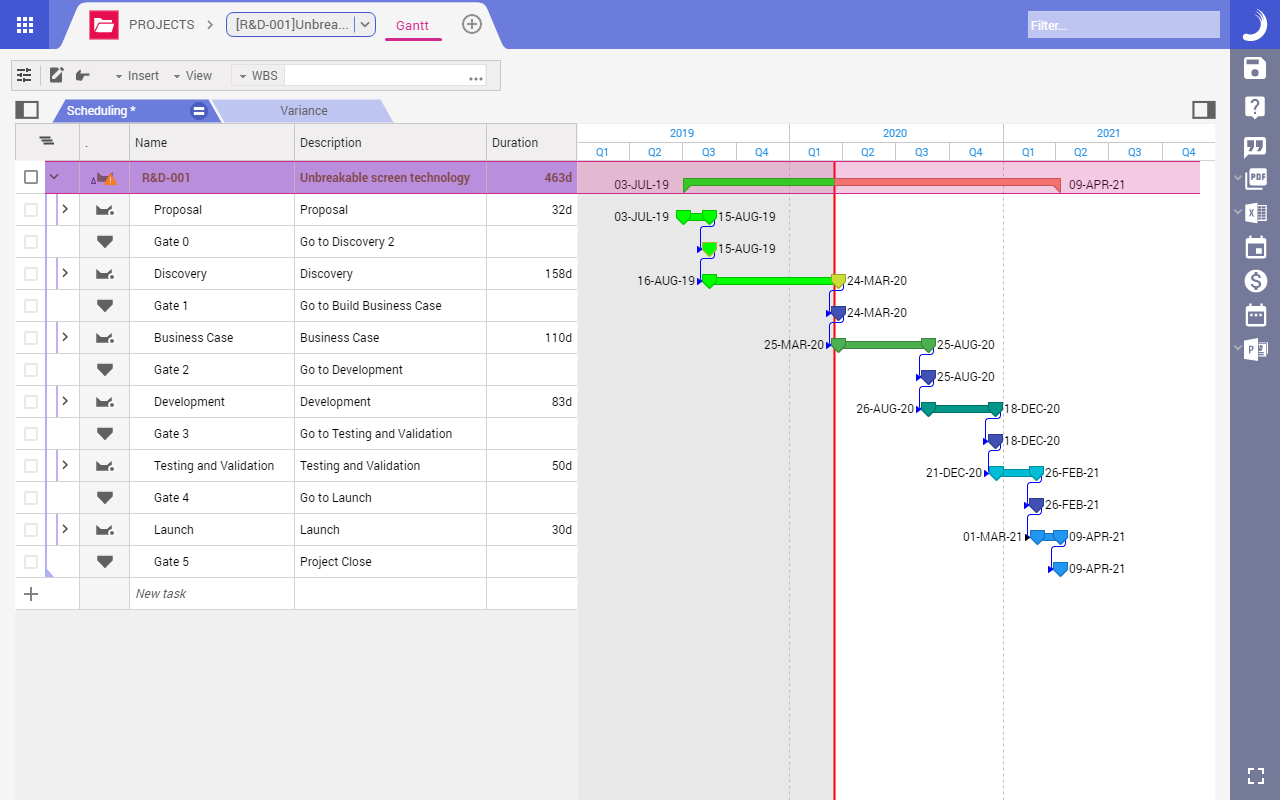 PROJECTS [R&D-001]Unbrea... Gantt Filter...
Insert View WBS ...
Scheduling * Variance
. Name Description Duration
2019 2020 2021
Q1 Q2 Q3 Q4 Q1 Q2 Q3 Q4 Q1 Q2 Q3 Q4
R&D-001 Unbreakable screen technology 463d 03-JUL-19 09-APR-21
Proposal Proposal 32d 03-JUL-19 15-AUG-19
Gate 0 Go to Discovery 2 15-AUG-19
Discovery Discovery 158d 16-AUG-19 24-MAR-20
Gate 1 Go to Build Business Case 24-MAR-20
Business Case Business Case 110d 25-MAR-20 25-AUG-20
Gate 2 Go to Development 25-AUG-20
Development Development 83d 26-AUG-20 18-DEC-20
Gate 3 Go to Testing and Validation 18-DEC-20
Testing and Validation Testing and Validation 50d 21-DEC-20 26-FEB-21
Gate 4 Go to Launch 26-FEB-21
Launch Launch 30d 01-MAR-21 09-APR-21
Gate 5 Project Close 09-APR-21
New task
PDF
X
P